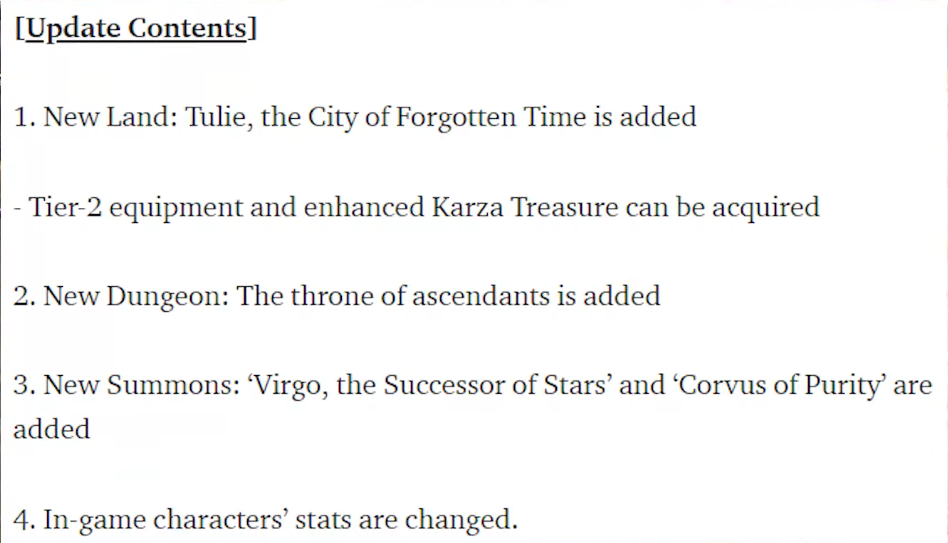 [Update Contents]
1. New Land: Tulie, the City of Forgotten Time is added
- Tier-2 equipment and enhanced Karza Treasure can be acquired
2. New Dungeon: The throne of ascendants is added
3. New Summons: ‘Virgo, the Successor of Stars’ and ‘Corvus of Purity’ are
added
4. In-game characters’ stats are changed.